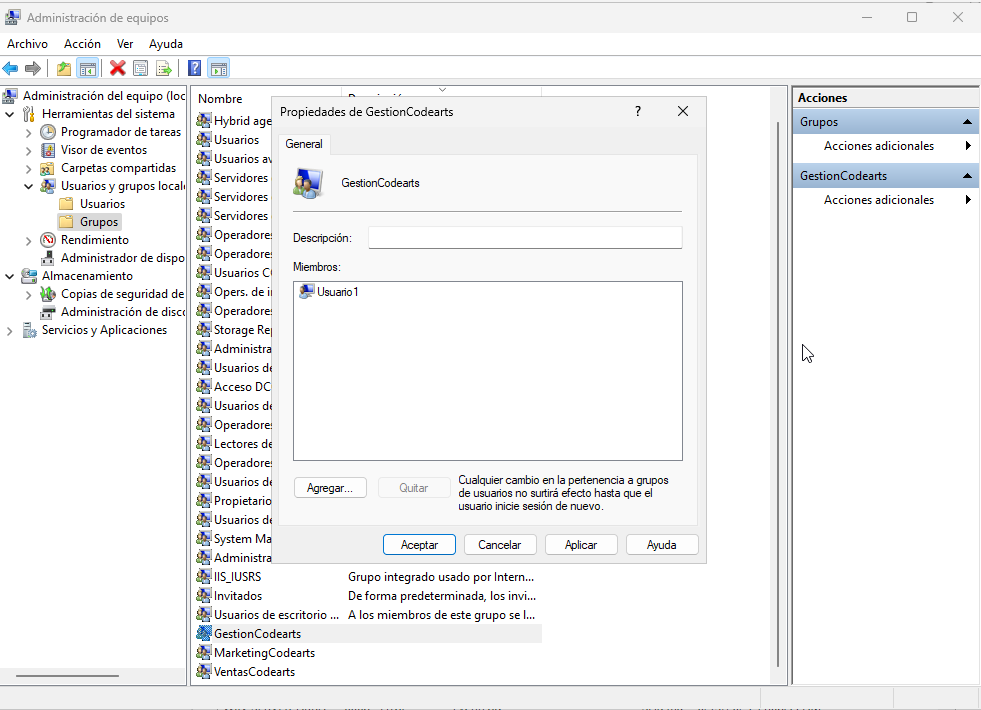 Administración de equipos
Archivo Acción Ver Ayuda
Administración del equipo (loc
Herramientas del sistema
Programador de tareas
Visor de eventos
Carpetas compartidas
Usuarios y grupos locale
Usuarios
Grupos
Rendimiento
Administrador de dispo
Almacenamiento
Copias de seguridad de
Administración de disco
Servicios y Aplicaciones
Nombre
Hybrid age
Usuarios
Usuarios av
Servidores
Servidores
Servidores
Operadores
Operadores
Usuarios CO
Opers. de i
Operadores
Storage Rep
Administra
Usuarios de
Acceso DC
Usuarios de
Operadores
Lectores de
Operadores
Usuarios de
Propietario
Usuarios de
System Ma
Administra
IIS_IUSRS Grupo integrado usado por Intern...
Invitados De forma predeterminada, los invi...
Usuarios de escritorio ... A los miembros de este grupo se l...
GestionCodearts
MarketingCodearts
VentasCodearts
Propiedades de GestionCodearts ?
General
GestionCodearts
Descripción:
Miembros:
Usuario1
Agregar... Quitar
Cualquier cambio en la pertenencia a grupos
de usuarios no surtirá efecto hasta que el
usuario inicie sesión de nuevo.
Aceptar Cancelar Aplicar Ayuda
Acciones
Grupos
Acciones adicionales
GestionCodearts
Acciones adicionales